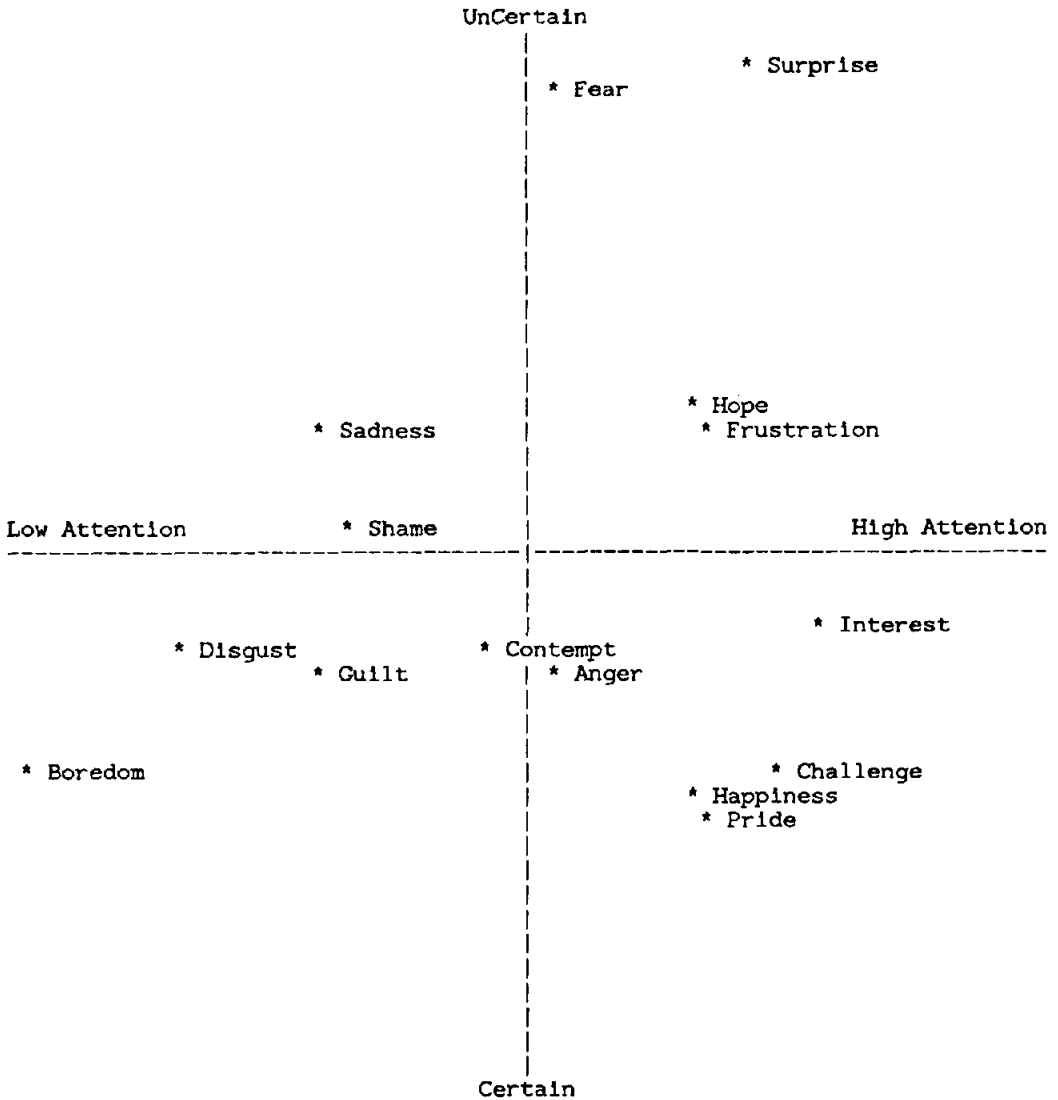 UnCertain
* Surprise
* Fear
* Hope
* Sadness
* Frustration
Low Attention
* Shame
High Attention
* Interest
* Disgust
* Contempt
* Guilt
* Anger
* Boredom
* Challenge
* Happiness
* Pride
Certain